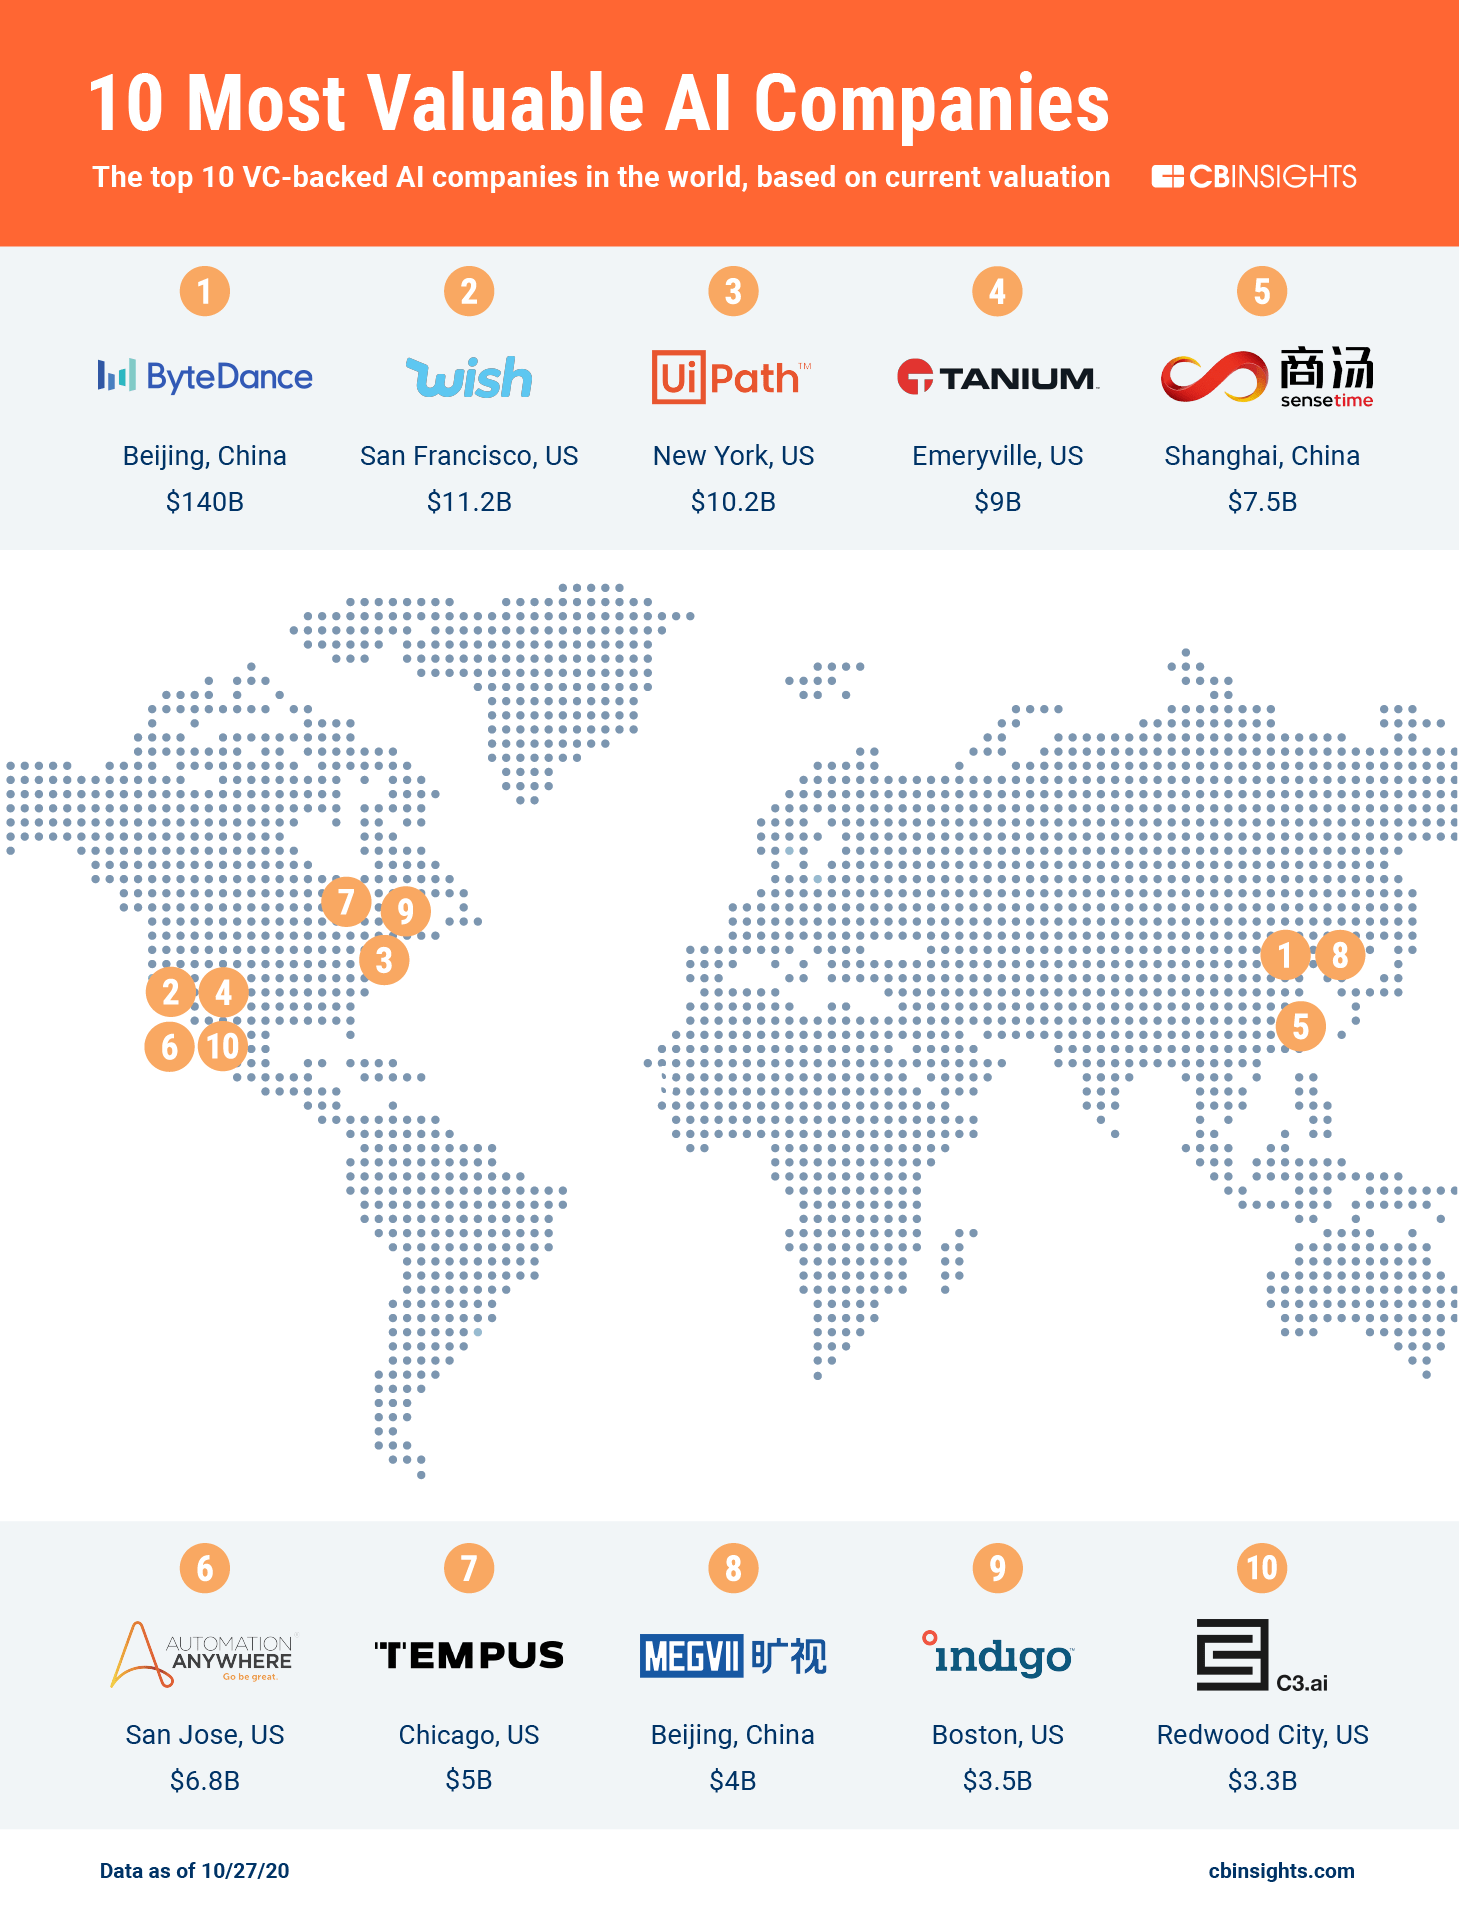 10 Most Valuable AI Companies
The top 10 VC-backed AI companies in the world, based on current valuation
CBINSIGHTS
1
2
3
4
5
ByteDance
wish
UiPath™
TANIUM™
商汤
sensetime
Beijing, China
San Francisco, US
New York, US
Emeryville, US
Shanghai, China
$140B
$11.2B
$10.2B
$9B
$7.5B
7
9
3
1
8
2
4
5
6
10
6
7
8
9
10
AUTOMATION
ANYWHERE
Go be great.
TEMPUS
MEGVII 旷视
indigo™
C3.ai
San Jose, US
Chicago, US
Beijing, China
Boston, US
Redwood City, US
$6.8B
$5B
$4B
$3.5B
$3.3B
Data as of 10/27/20
cbinsights.com